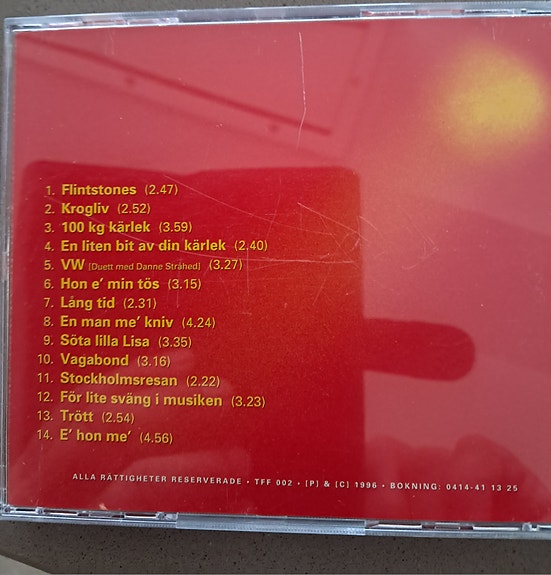 1. Flintstones (2.47)
2. Krogliv (2.52)
3. 100 kg kärlek (3.59)
4. En liten bit av din kärlek (2.40)
5. VW [Duett med Danne Stråhed] (3.27)
6. Hon e' min tös (3.15)
7. Lång tid (2.31)
8. En man me' kniv (4.24)
9. Söta lilla Lisa (3.35)
10. Vagabond (3.16)
11. Stockholmsresan (2.22)
12. För lite sväng i musiken (3.23)
13. Trött (2.54)
14. E' hon me' (4.56)
ALLA RÄTTIGHETER RESERVERADE • TFF 002 • [P] & [C] 1996 • BOKNING: 0414-41 13 25